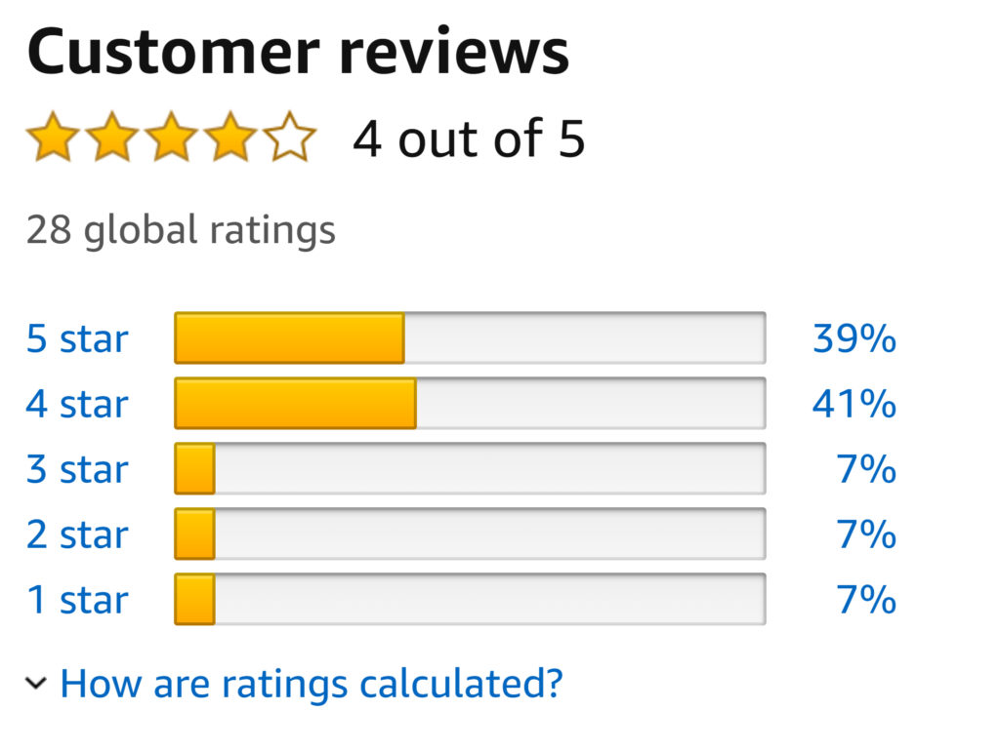 Customer reviews
4 out of 5
28 global ratings
5 star 39%
4 star 41%
3 star 7%
2 star 7%
1 star 7%
How are ratings calculated?